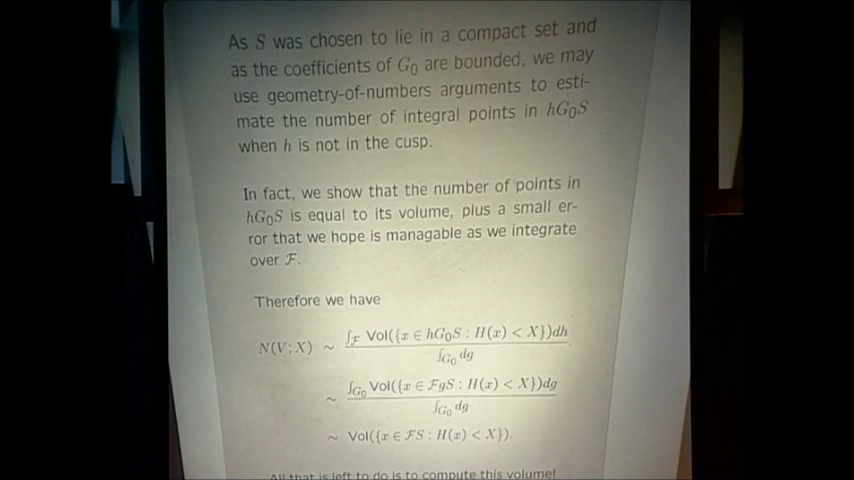 As S was chosen to lie in a compact set and
as the coefficients of G₀ are bounded, we may
use geometry-of-numbers arguments to esti-
mate the number of integral points in hG₀S
when h is not in the cusp.
In fact, we show that the number of points in
hG₀S is equal to its volume, plus a small er-
ror that we hope is managable as we integrate
over ℱ.
Therefore we have
N(V; X) ∼ ∫_ℱ Vol({x ∈ hG₀S : H(x) < X})dh / ∫_G₀ dg.
∼ ∫_G₀ Vol({x ∈ ℱgS : H(x) < X})dg / ∫_G₀ dg
∼ Vol({x ∈ ℱS : H(x) < X}).
All that is left to do is to compute this volume!